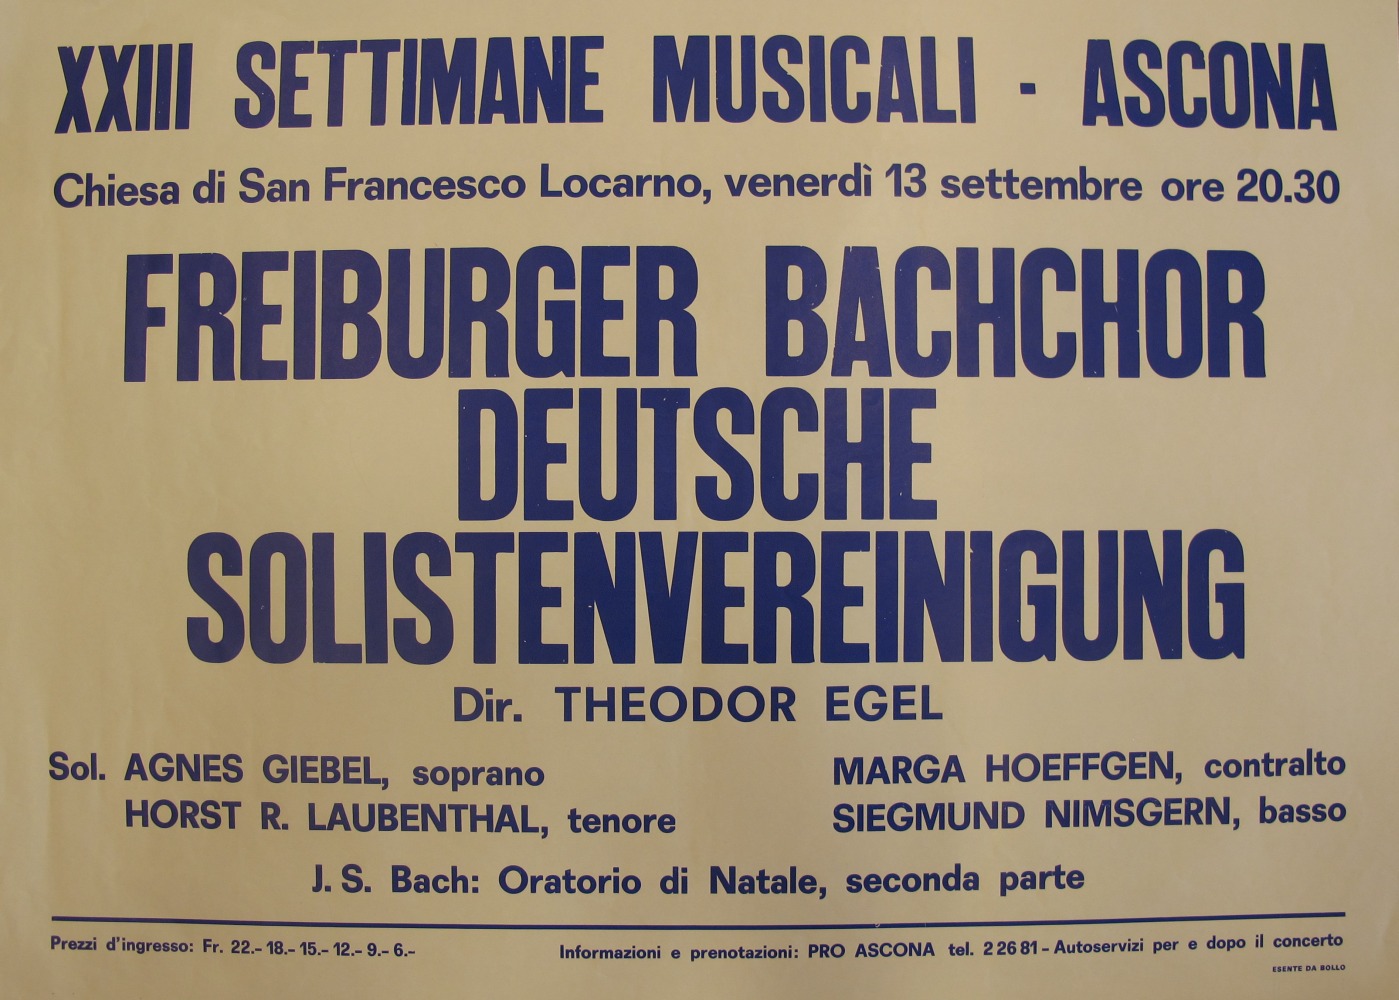 XXIII SETTIMANE MUSICALI - ASCONA
Chiesa di San Francesco Locarno, venerdì 13 settembre ore 20.30
FREIBURGER BACHCHOR
DEUTSCHE
SOLISTENVEREINIGUNG
Dir. THEODOR EGEL
Sol. AGNES GIEBEL, soprano MARGA HOEFFGEN, contralto
HORST R. LAUBENTHAL, tenore SIEGMUND NIMSGERN, basso
J. S. Bach: Oratorio di Natale, seconda parte
Prezzi d'ingresso: Fr. 22.- 18.- 15.- 12.- 9.- 6.- Informazioni e prenotazioni: PRO ASCONA tel. 2 26 81 - Autoservizi per e dopo il concerto
ESENTE DA BOLLO